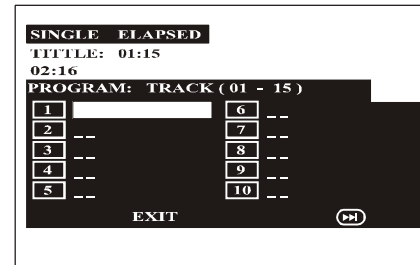 SINGLE ELAPSED
TITTLE: 01:15
02:16
PROGRAM: TRACK ( 01 - 15 )
1 6 _ _
2 _ _ 7 _ _
3 _ _ 8 _ _
4 _ _ 9 _ _
5 _ _ 10 _ _
EXIT